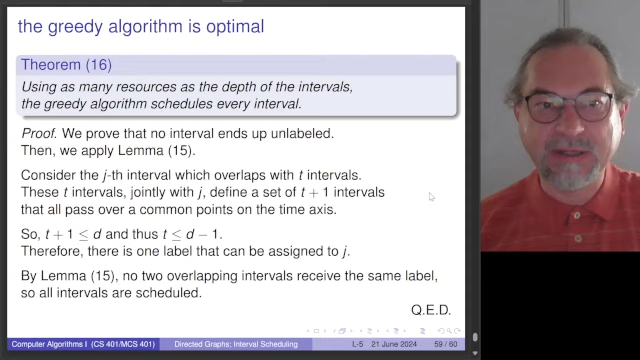 the greedy algorithm is optimal
Theorem (16)
Using as many resources as the depth of the intervals,
the greedy algorithm schedules every interval.
Proof. We prove that no interval ends up unlabeled.
Then, we apply Lemma (15).
Consider the j-th interval which overlaps with t intervals.
These t intervals, jointly with j, define a set of t + 1 intervals
that all pass over a common points on the time axis.
So, t + 1 ≤ d and thus t ≤ d − 1.
Therefore, there is one label that can be assigned to j.
By Lemma (15), no two overlapping intervals receive the same label,
so all intervals are scheduled.
Q.E.D.
Computer Algorithms I (CS 401/MCS 401) Directed Graphs; Interval Scheduling L-5 21 June 2024 59 / 60